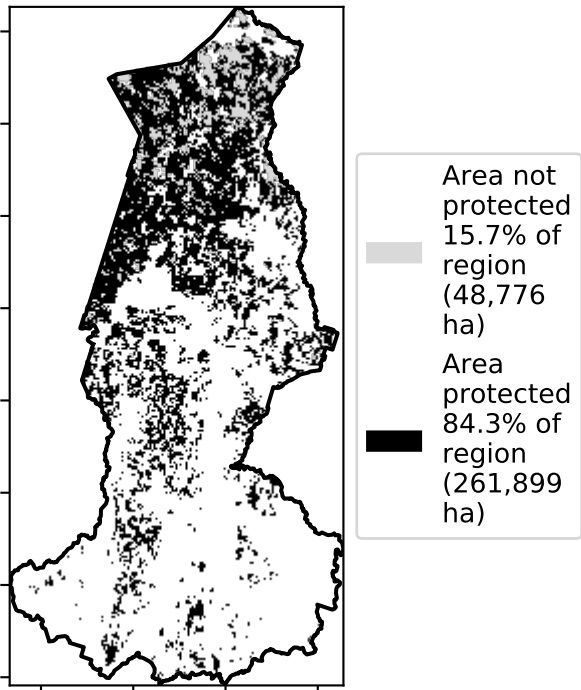 Area not
protected
15.7% of
region
(48,776
ha)
Area
protected
84.3% of
region
(261,899
ha)